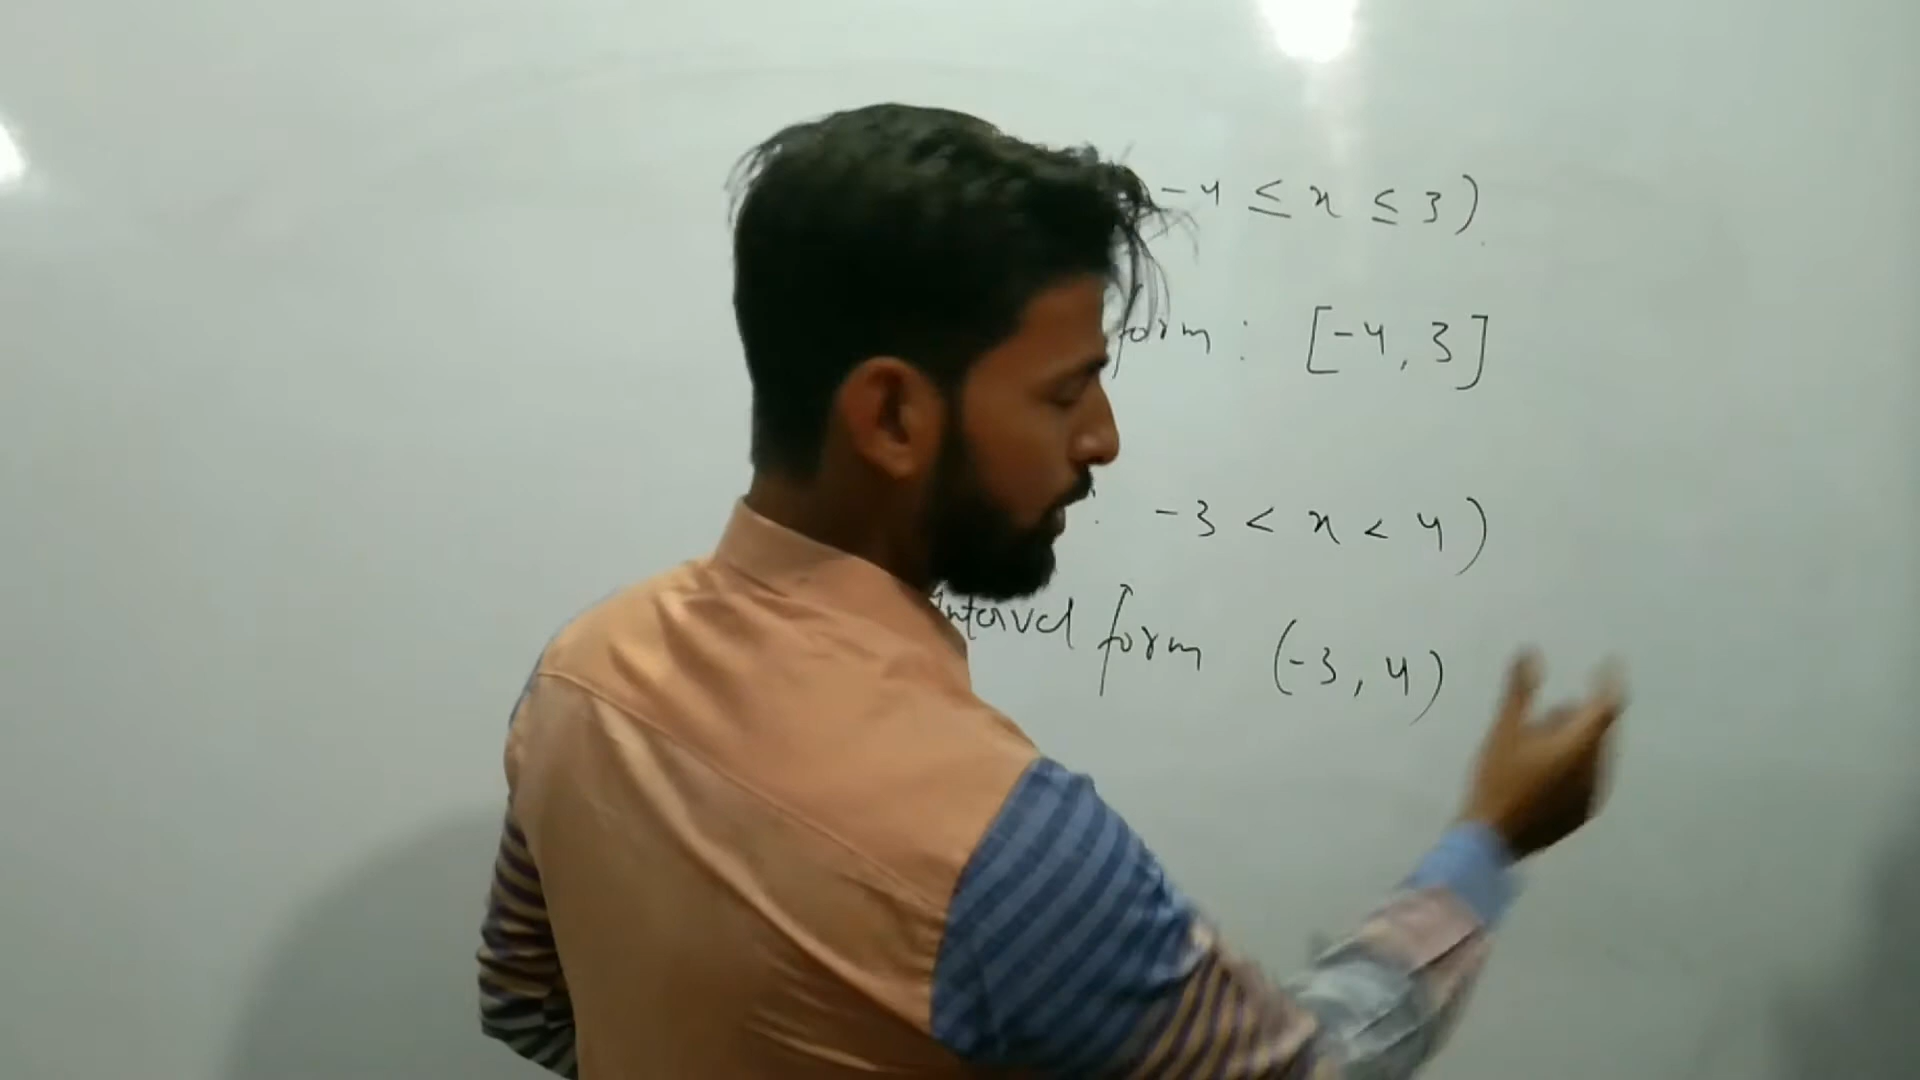 -4 ≤ x ≤ 3)
form : [-4, 3]
: -3 < x < 4)
Interval form (-3, 4)